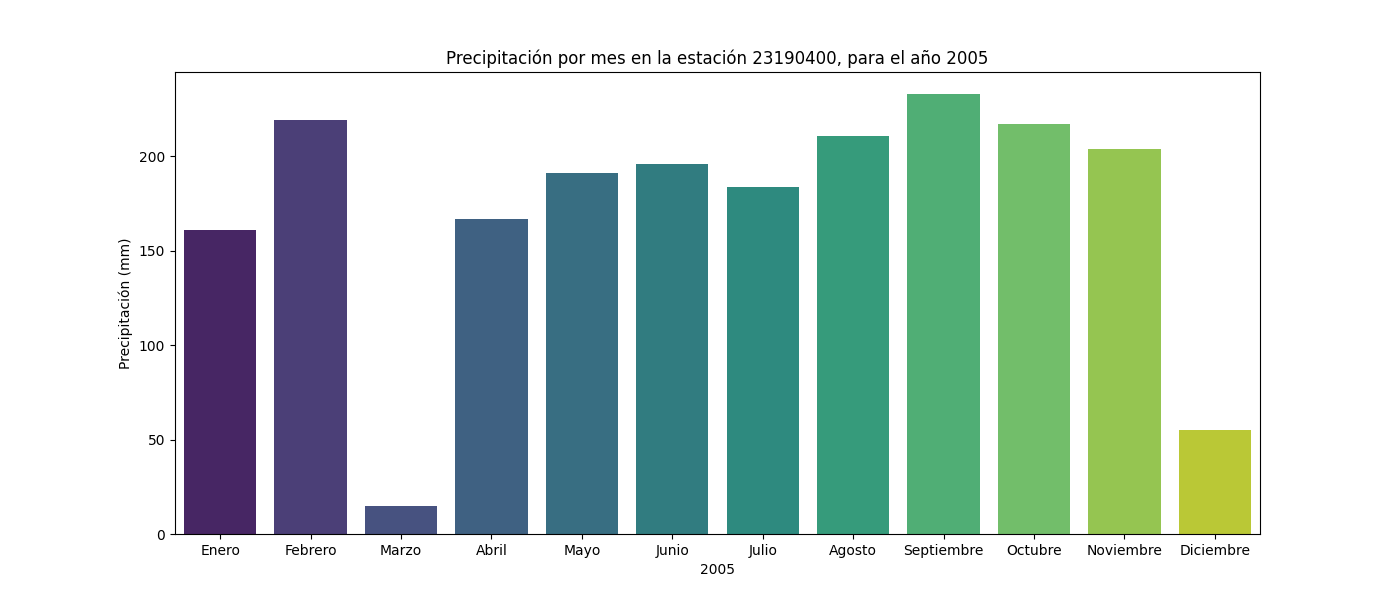 Precipitación por mes en la estación 23190400, para el año 2005
Precipitación (mm)
200
150
100
50
0
Enero Febrero Marzo Abril Mayo Junio Julio Agosto Septiembre Octubre Noviembre Diciembre
2005